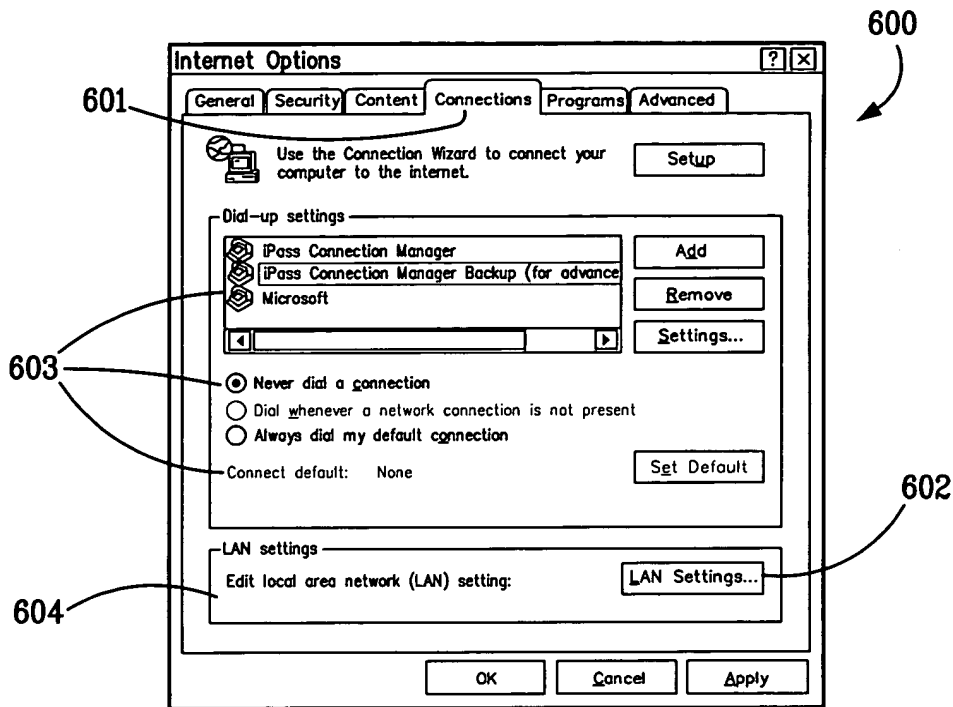 600
Internet Options ? X
601
General Security Content Connections Programs Advanced
Use the Connection Wizard to connect your
computer to the internet.
Setup
Dial-up settings
iPass Connection Manager
iPass Connection Manager Backup (for advance
Microsoft
Add
Remove
Settings...
603
Never dial a connection
Dial whenever a network connection is not present
Always dial my default connection
Connect default: None
Set Default
602
LAN settings
Edit local area network (LAN) setting:
LAN Settings...
604
OK Cancel Apply